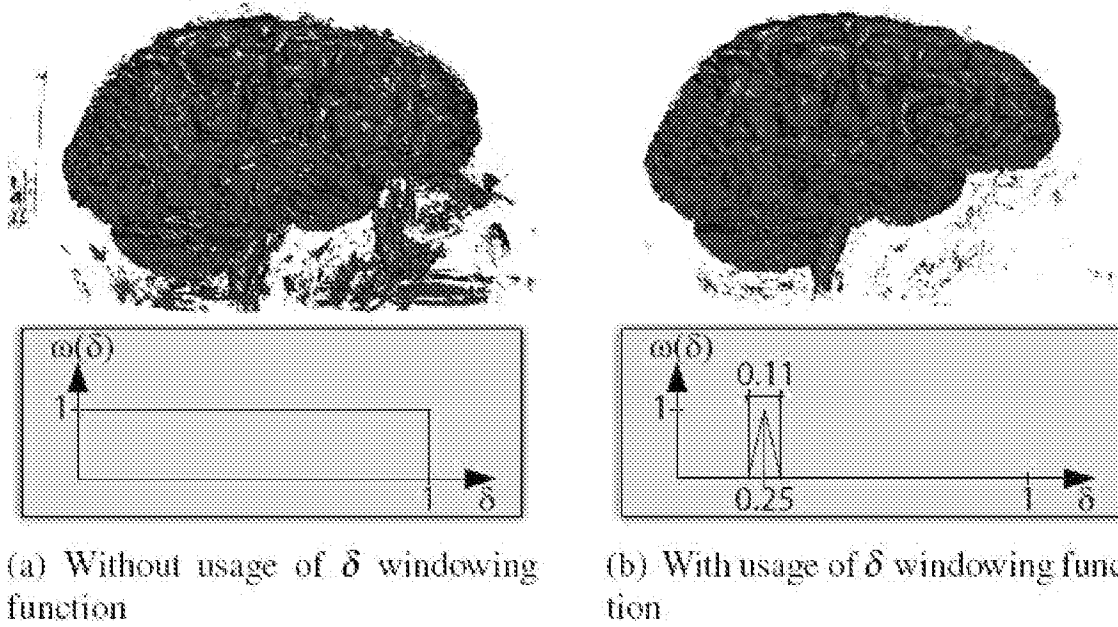 ω(δ)
1
1
δ
ω(δ)
0.11
1
0.25
1
δ
(a) Without usage of δ windowing
function
(b) With usage of δ windowing func
tion